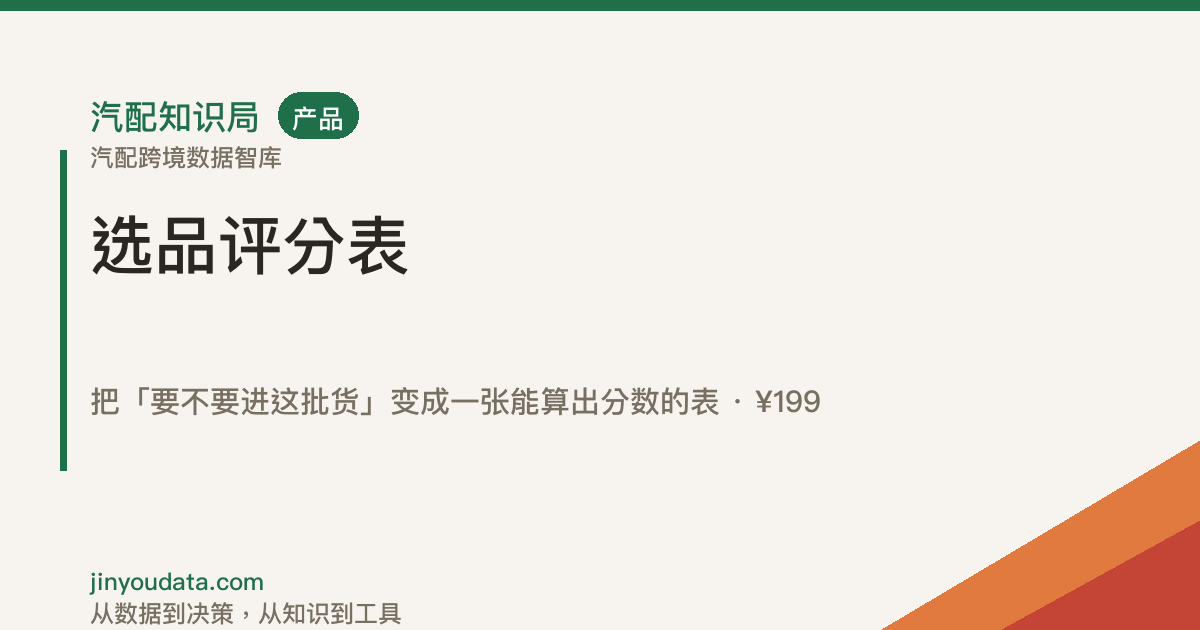 汽配知识局 产品
汽配跨境数据智库
选品评分表
把「要不要进这批货」变成一张能算出分数的表 · ¥199
jinyoudata.com
从数据到决策，从知识到工具